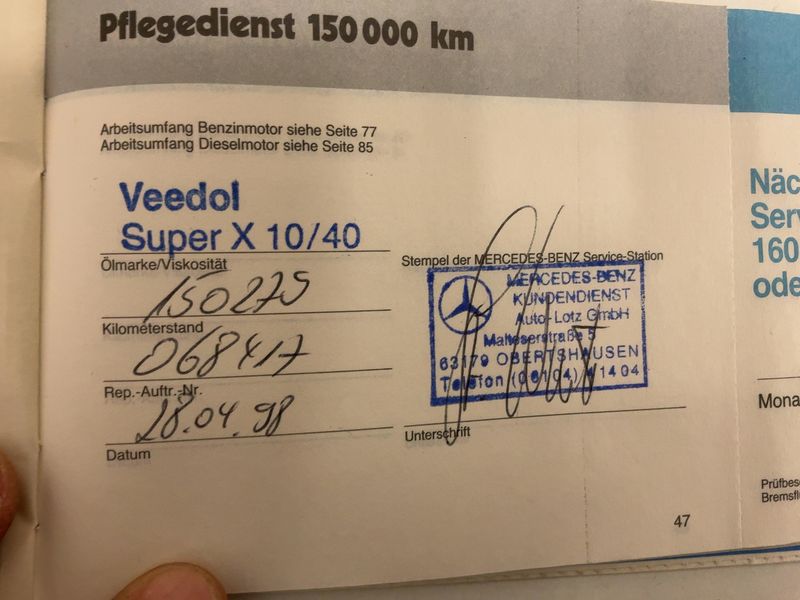 Pflegedienst 150 000 km
Arbeitsumfang Benzinmotor siehe Seite 77
Arbeitsumfang Dieselmotor siehe Seite 85
Veedol
Super X 10/40
Ölmarke/Viskosität
150275
Kilometerstand
068417
Rep.-Auftr.-Nr.
28.04.98
Datum
Stempel der MERCEDES-BENZ Service-Station
MERCEDES-BENZ
KUNDENDIENST
Auto-Lotz GmbH
Malteserstraße 5
63179 OBERTSHAUSEN
Telefon (06104) 41404
Unterschrift
47
Näc
Serv
160
ode
Mona
Prüfbesc
Bremsfl